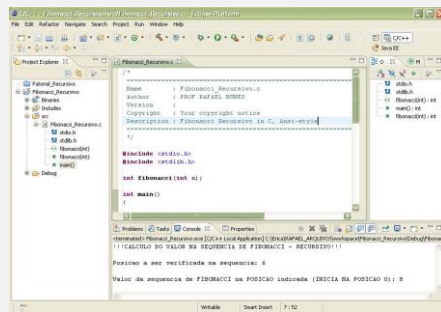 C/C++ - Fibonacci_Recursivo/src/Fibonacci_Recursivo.c - Eclipse Platform
File Edit Refactor Navigate Search Project Run Window Help
C/C++
Java EE
Project Explorer
Fatorial_Recursivo
Fibonacci_Recursivo
Binaries
Includes
src
Fibonacci_Recursivo.c
stdio.h
stdlib.h
fibonacci(int)
main()
Debug
Fibonacci_Recursivo.c
/*
Name : Fibonacci_Recursivo.c
Author : PROF RAFAEL NUNES
Version :
Copyright : Your copyright notice
Description : Fibonacci Recursivo in C, Ansi-style
*/
#include <stdio.h>
#include <stdlib.h>
int fibonacci(int n);
int main()
{
stdio.h
stdlib.h
fibonacci(int) : int
main() : int
fibonacci(int) : int
Problems Tasks Console Properties
<terminated> Fibonacci_Recursivo.exe [C/C++ Local Application]
!!!CALCULO DO VALOR NA SEQUENCIA DE FIBONACCI - RECURSIVO!!!
Posicao a ser verificada na sequencia: 6
Valor da sequencia de FIBONACCI na POSICAO indicada (INICIA NA POSICAO 0): 8
Writable Smart Insert 7 : 52